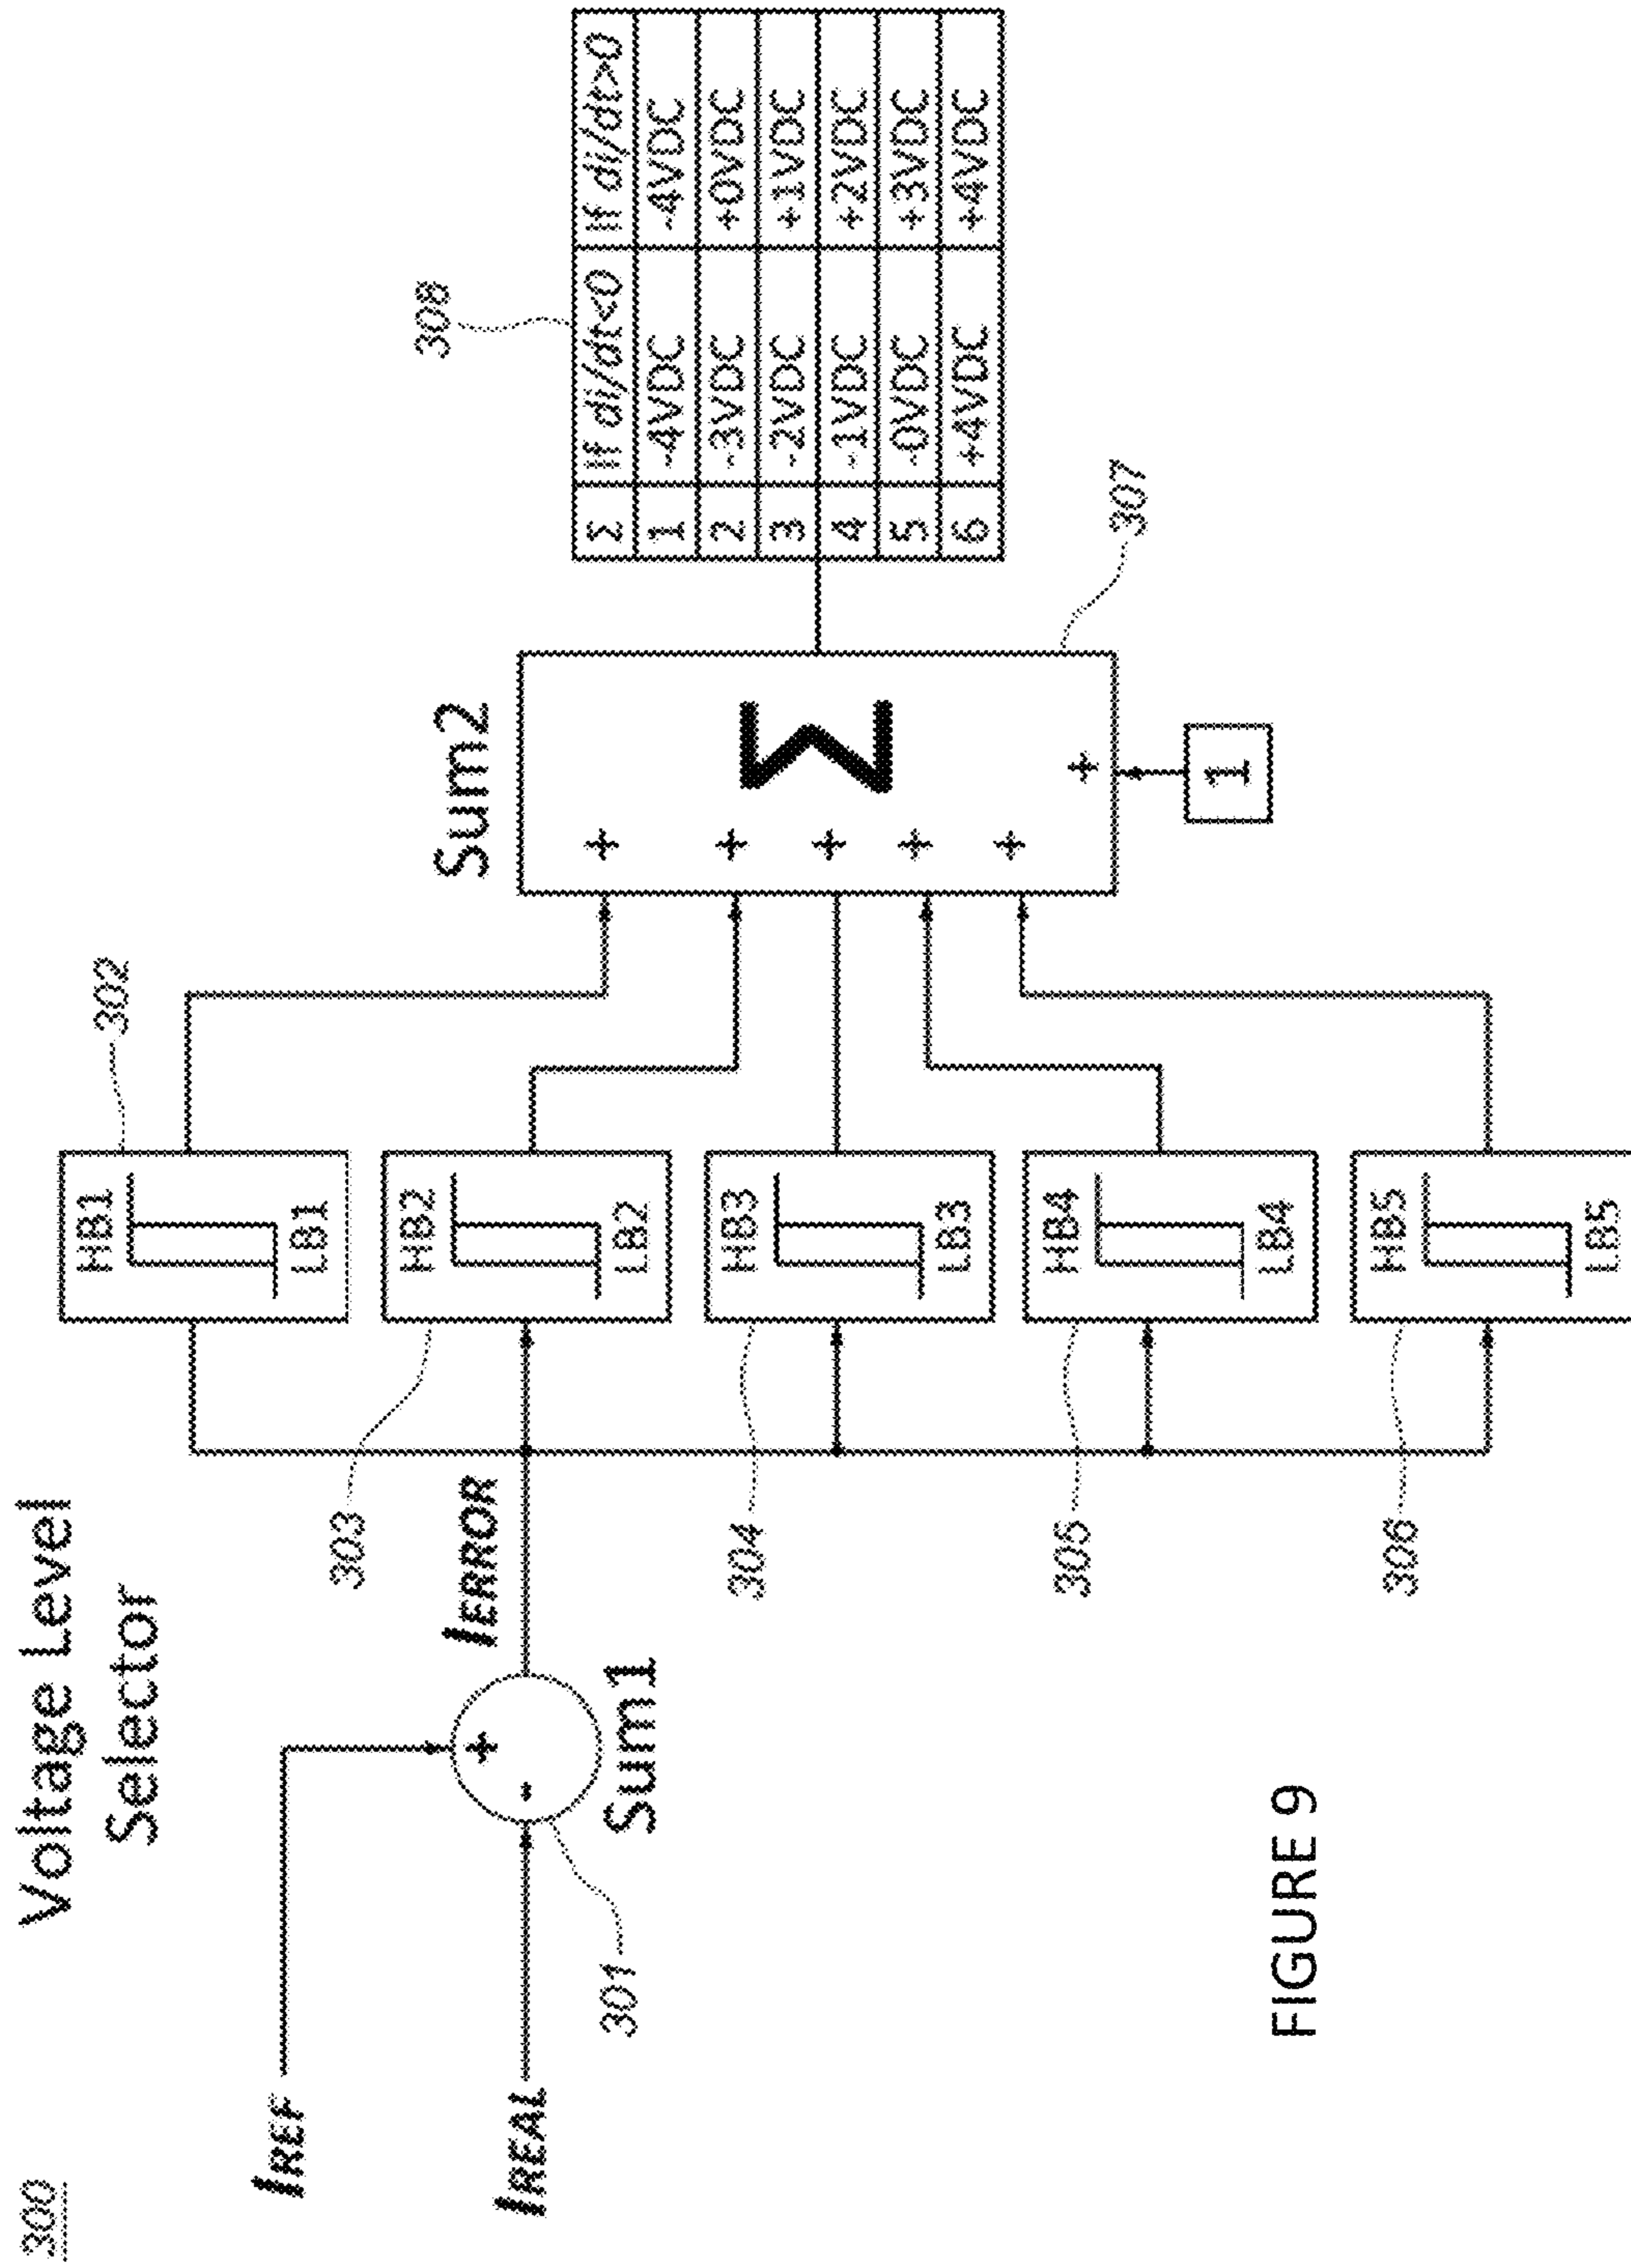 300
Voltage Level
Selector
IREF
IREAL
+
-
301
Sum1
IERROR
302
HB1
LB1
303
HB2
LB2
304
HB3
LB3
305
HB4
LB4
306
HB5
LB5
Sum2
+
+
+
+
+
Σ
+
1
307
308
Σ If di/dt<0 If di/dt>0
1 -4VDC -4VDC
2 -3VDC +0VDC
3 -2VDC +1VDC
4 -1VDC +2VDC
5 -0VDC +3VDC
6 +4VDC +4VDC
FIGURE 9